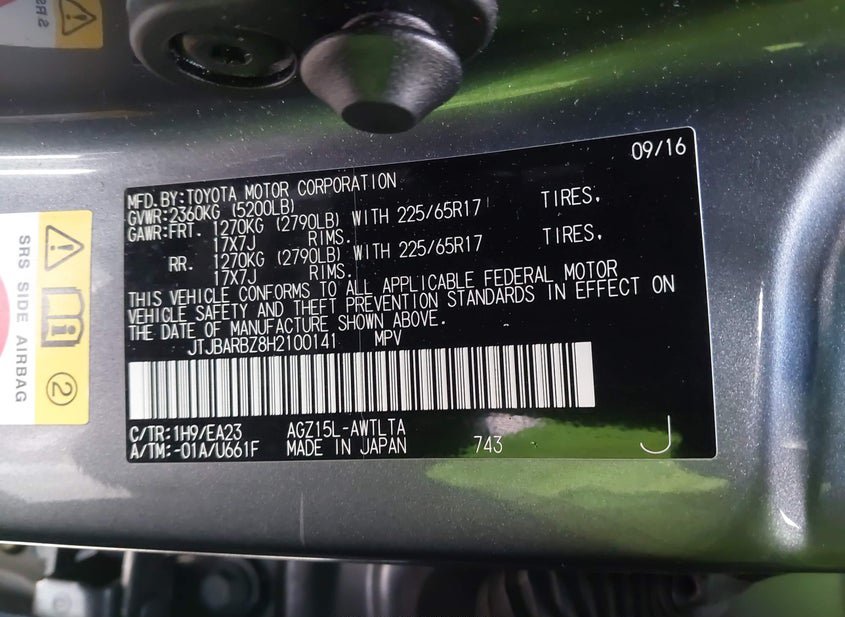 09/16
MFD. BY:TOYOTA MOTOR CORPORATION
GVWR:2360KG (5200LB)
GAWR:FRT. 1270KG (2790LB) WITH 225/65R17 TIRES,
17X7J RIMS.
RR. 1270KG (2790LB) WITH 225/65R17 TIRES,
17X7J RIMS.
THIS VEHICLE CONFORMS TO ALL APPLICABLE FEDERAL MOTOR
VEHICLE SAFETY AND THEFT PREVENTION STANDARDS IN EFFECT ON
THE DATE OF MANUFACTURE SHOWN ABOVE.
JTJBARBZ8H2100141 MPV
C/TR:1H9/EA23 AGZ15L-AWTLTA
A/TM:-01A/U661F MADE IN JAPAN 743 J
SRS SIDE AIRBAG
2
SRS